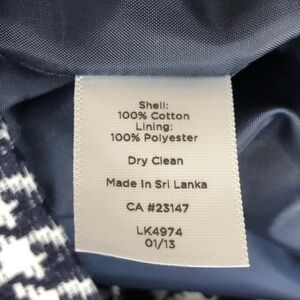 Shell:
100% Cotton
Lining:
100% Polyester
Dry Clean
Made in Sri Lanka
CA #23147
LK4974
01/13